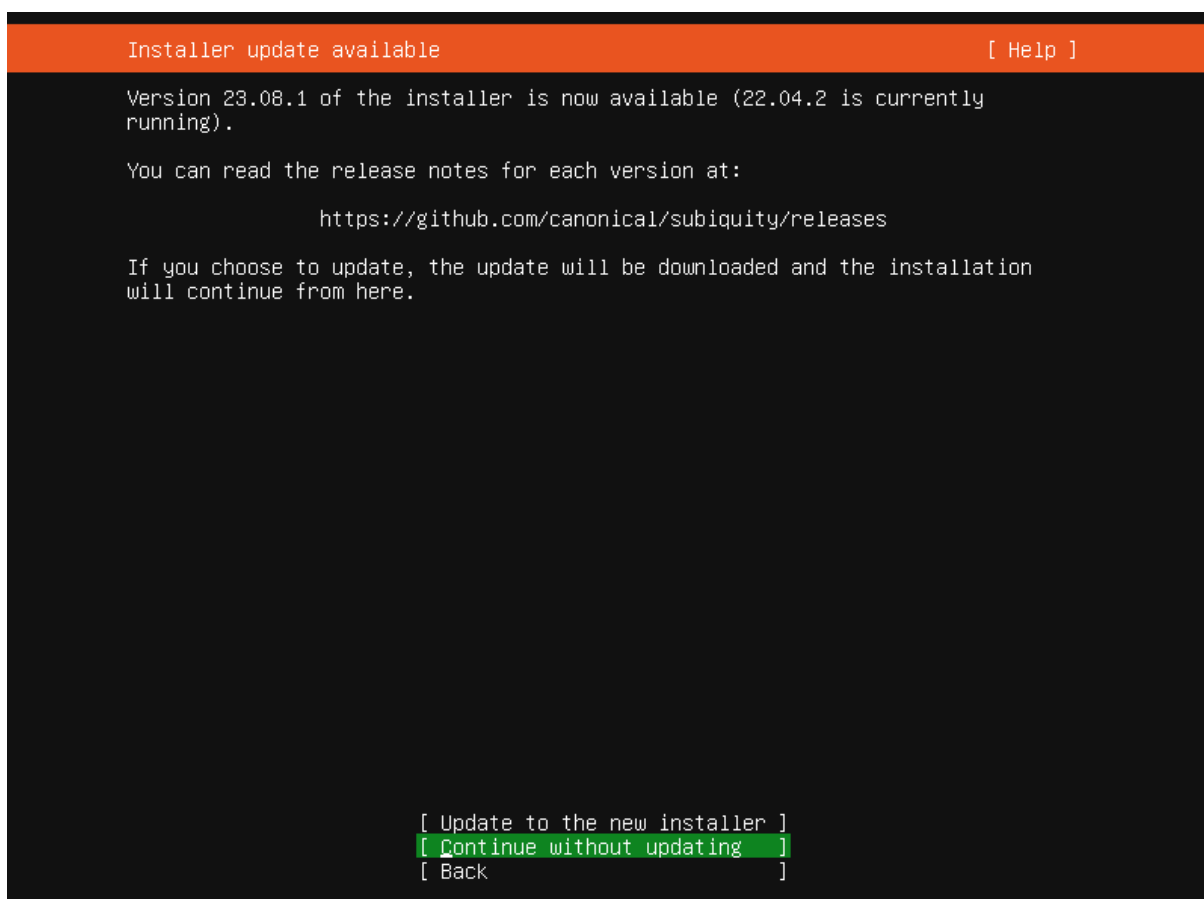 Installer update available [ Help ]
Version 23.08.1 of the installer is now available (22.04.2 is currently
running).
You can read the release notes for each version at:
https://github.com/canonical/subiquity/releases
If you choose to update, the update will be downloaded and the installation
will continue from here.
[ Update to the new installer ]
[ Continue without updating ]
[ Back ]